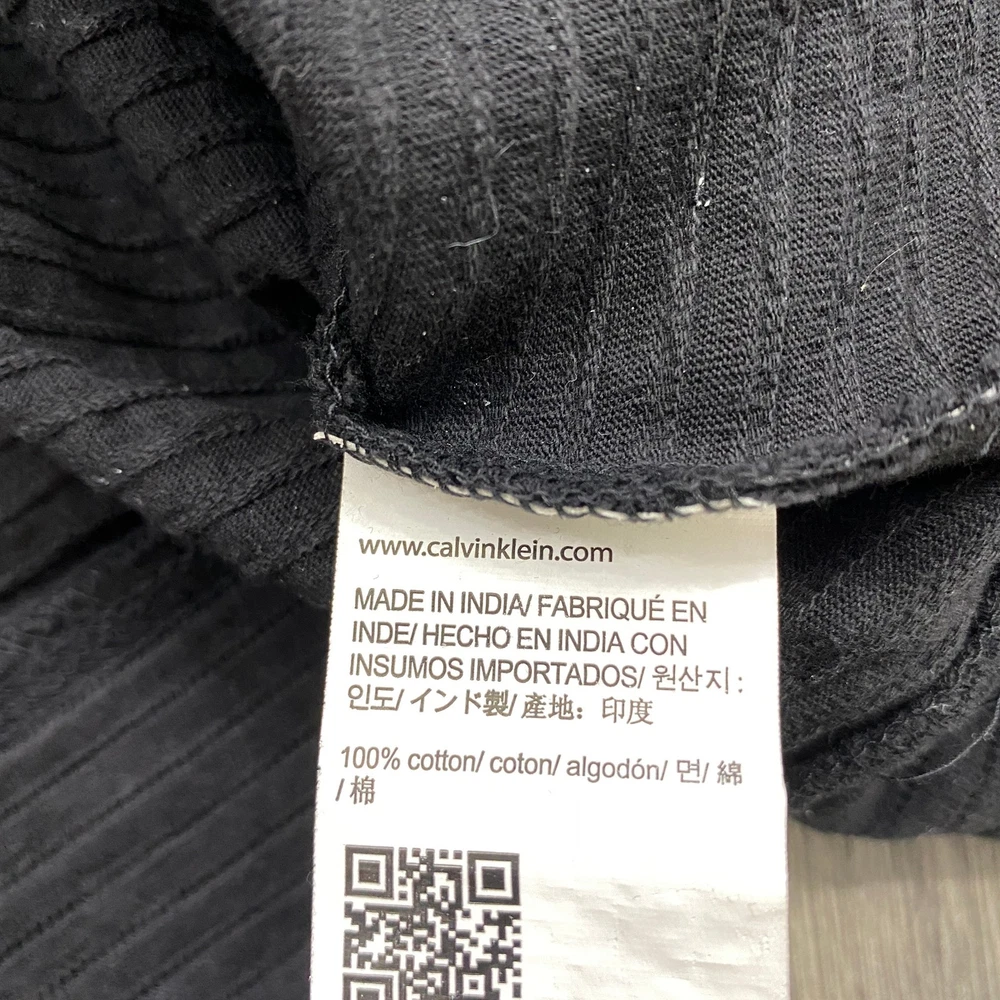 www.calvinklein.com
MADE IN INDIA/ FABRIQUÉ EN
INDE/ HECHO EN INDIA CON
INSUMOS IMPORTADOS/ 원산지:
인도/ インド製/ 產地: 印度
100% cotton/ coton/ algodón/ 면/ 綿
/ 棉